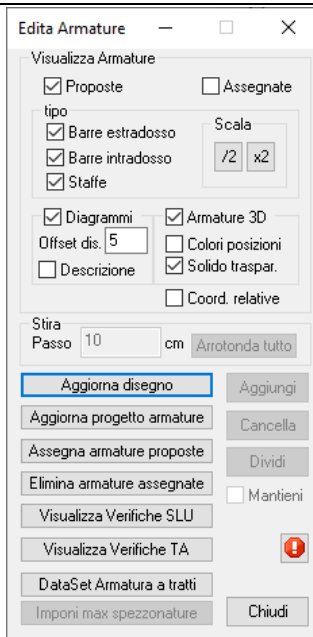 Edita Armature
Visualizza Armature
Proposte
Assegnate
tipo
Barre estradosso
Barre intradosso
Staffe
Scala
/2 x2
Diagrammi
Offset dis. 5
Descrizione
Armature 3D
Colori posizioni
Solido traspar.
Coord. relative
Stira
Passo 10 cm Arrotonda tutto
Aggiorna disegno
Aggiungi
Aggiorna progetto armature
Cancella
Assegna armature proposte
Dividi
Elimina armature assegnate
Mantieni
Visualizza Verifiche SLU
Visualizza Verifiche TA
DataSet Armatura a tratti
Imponi max spezzonature
Chiudi